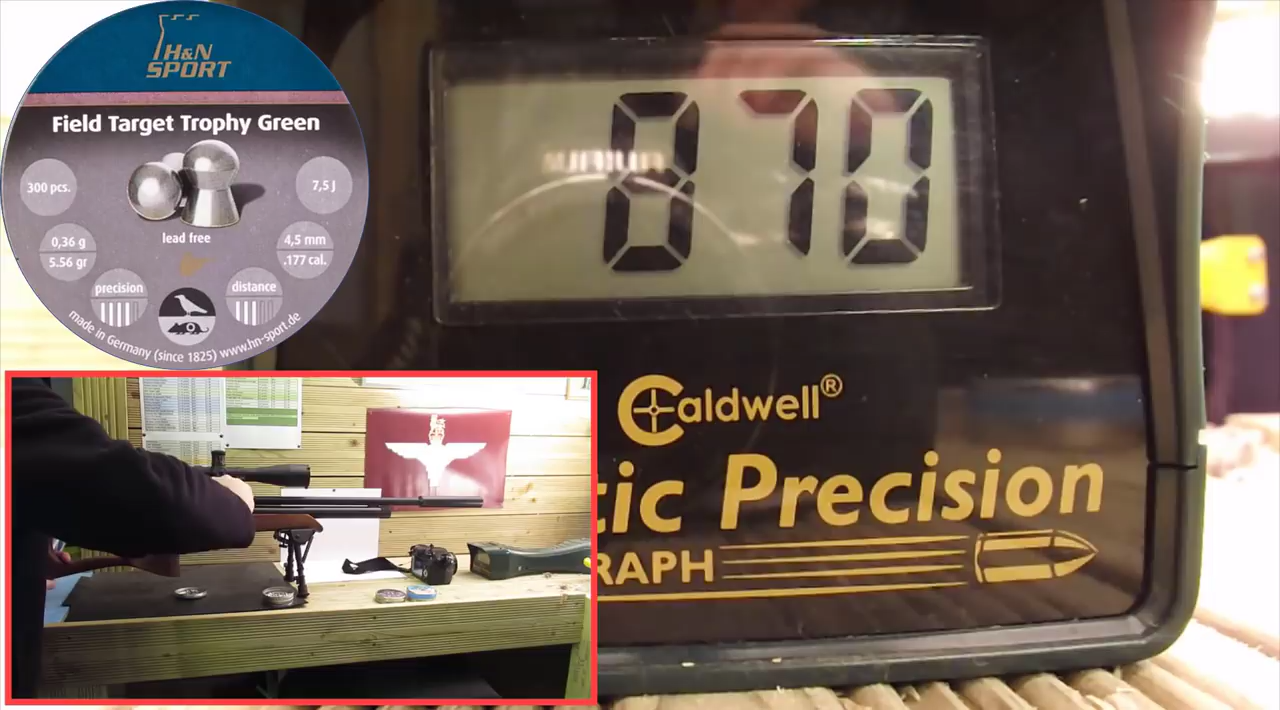 H&N
SPORT
Field Target Trophy Green
300 pcs.
7,5 J
lead free
0,36 g
5.56 gr
4,5 mm
.177 cal.
precision
distance
made in Germany (since 1825) www.hn-sport.de
870
Caldwell®
tic Precision
RAPH